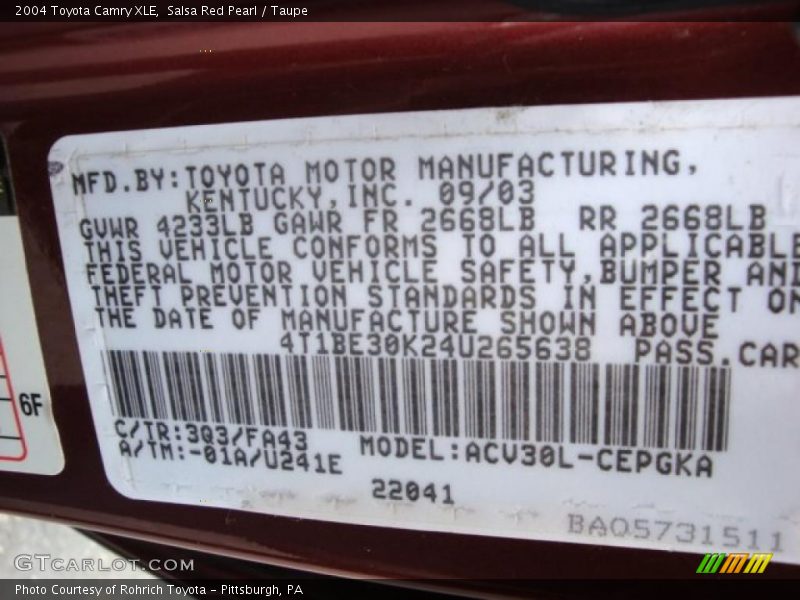 2004 Toyota Camry XLE,  Salsa Red Pearl / Taupe
MFD.BY:TOYOTA MOTOR MANUFACTURING,
KENTUCKY,INC. 09/03
GVWR 4233LB GAWR FR 2668LB RR 2668LB
THIS VEHICLE CONFORMS TO ALL APPLICABLE
FEDERAL MOTOR VEHICLE SAFETY,BUMPER AND
THEFT PREVENTION STANDARDS IN EFFECT ON
THE DATE OF MANUFACTURE SHOWN ABOVE
4T1BE30K24U265638 PASS.CAR
6F
C/TR:3Q3/FA43
A/TM:-01A/U241E MODEL:ACV30L-CEPGKA
22041
BAQ5731511
GTCARLOT.COM
Photo Courtesy of Rohrich Toyota - Pittsburgh, PA